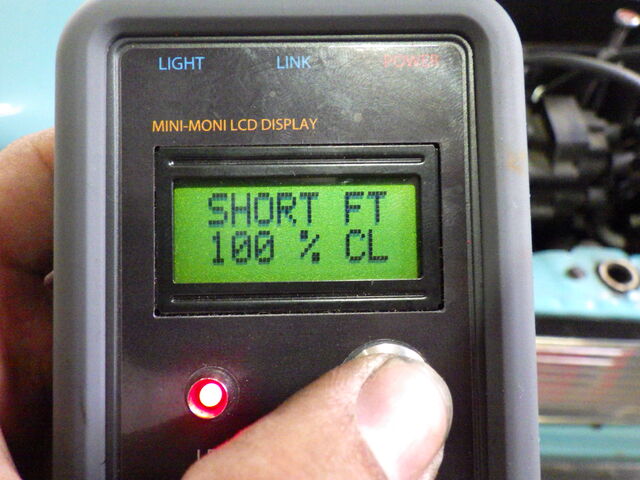 LIGHT LINK POWER
MINI-MONI LCD DISPLAY
SHORT FT
100 % CL